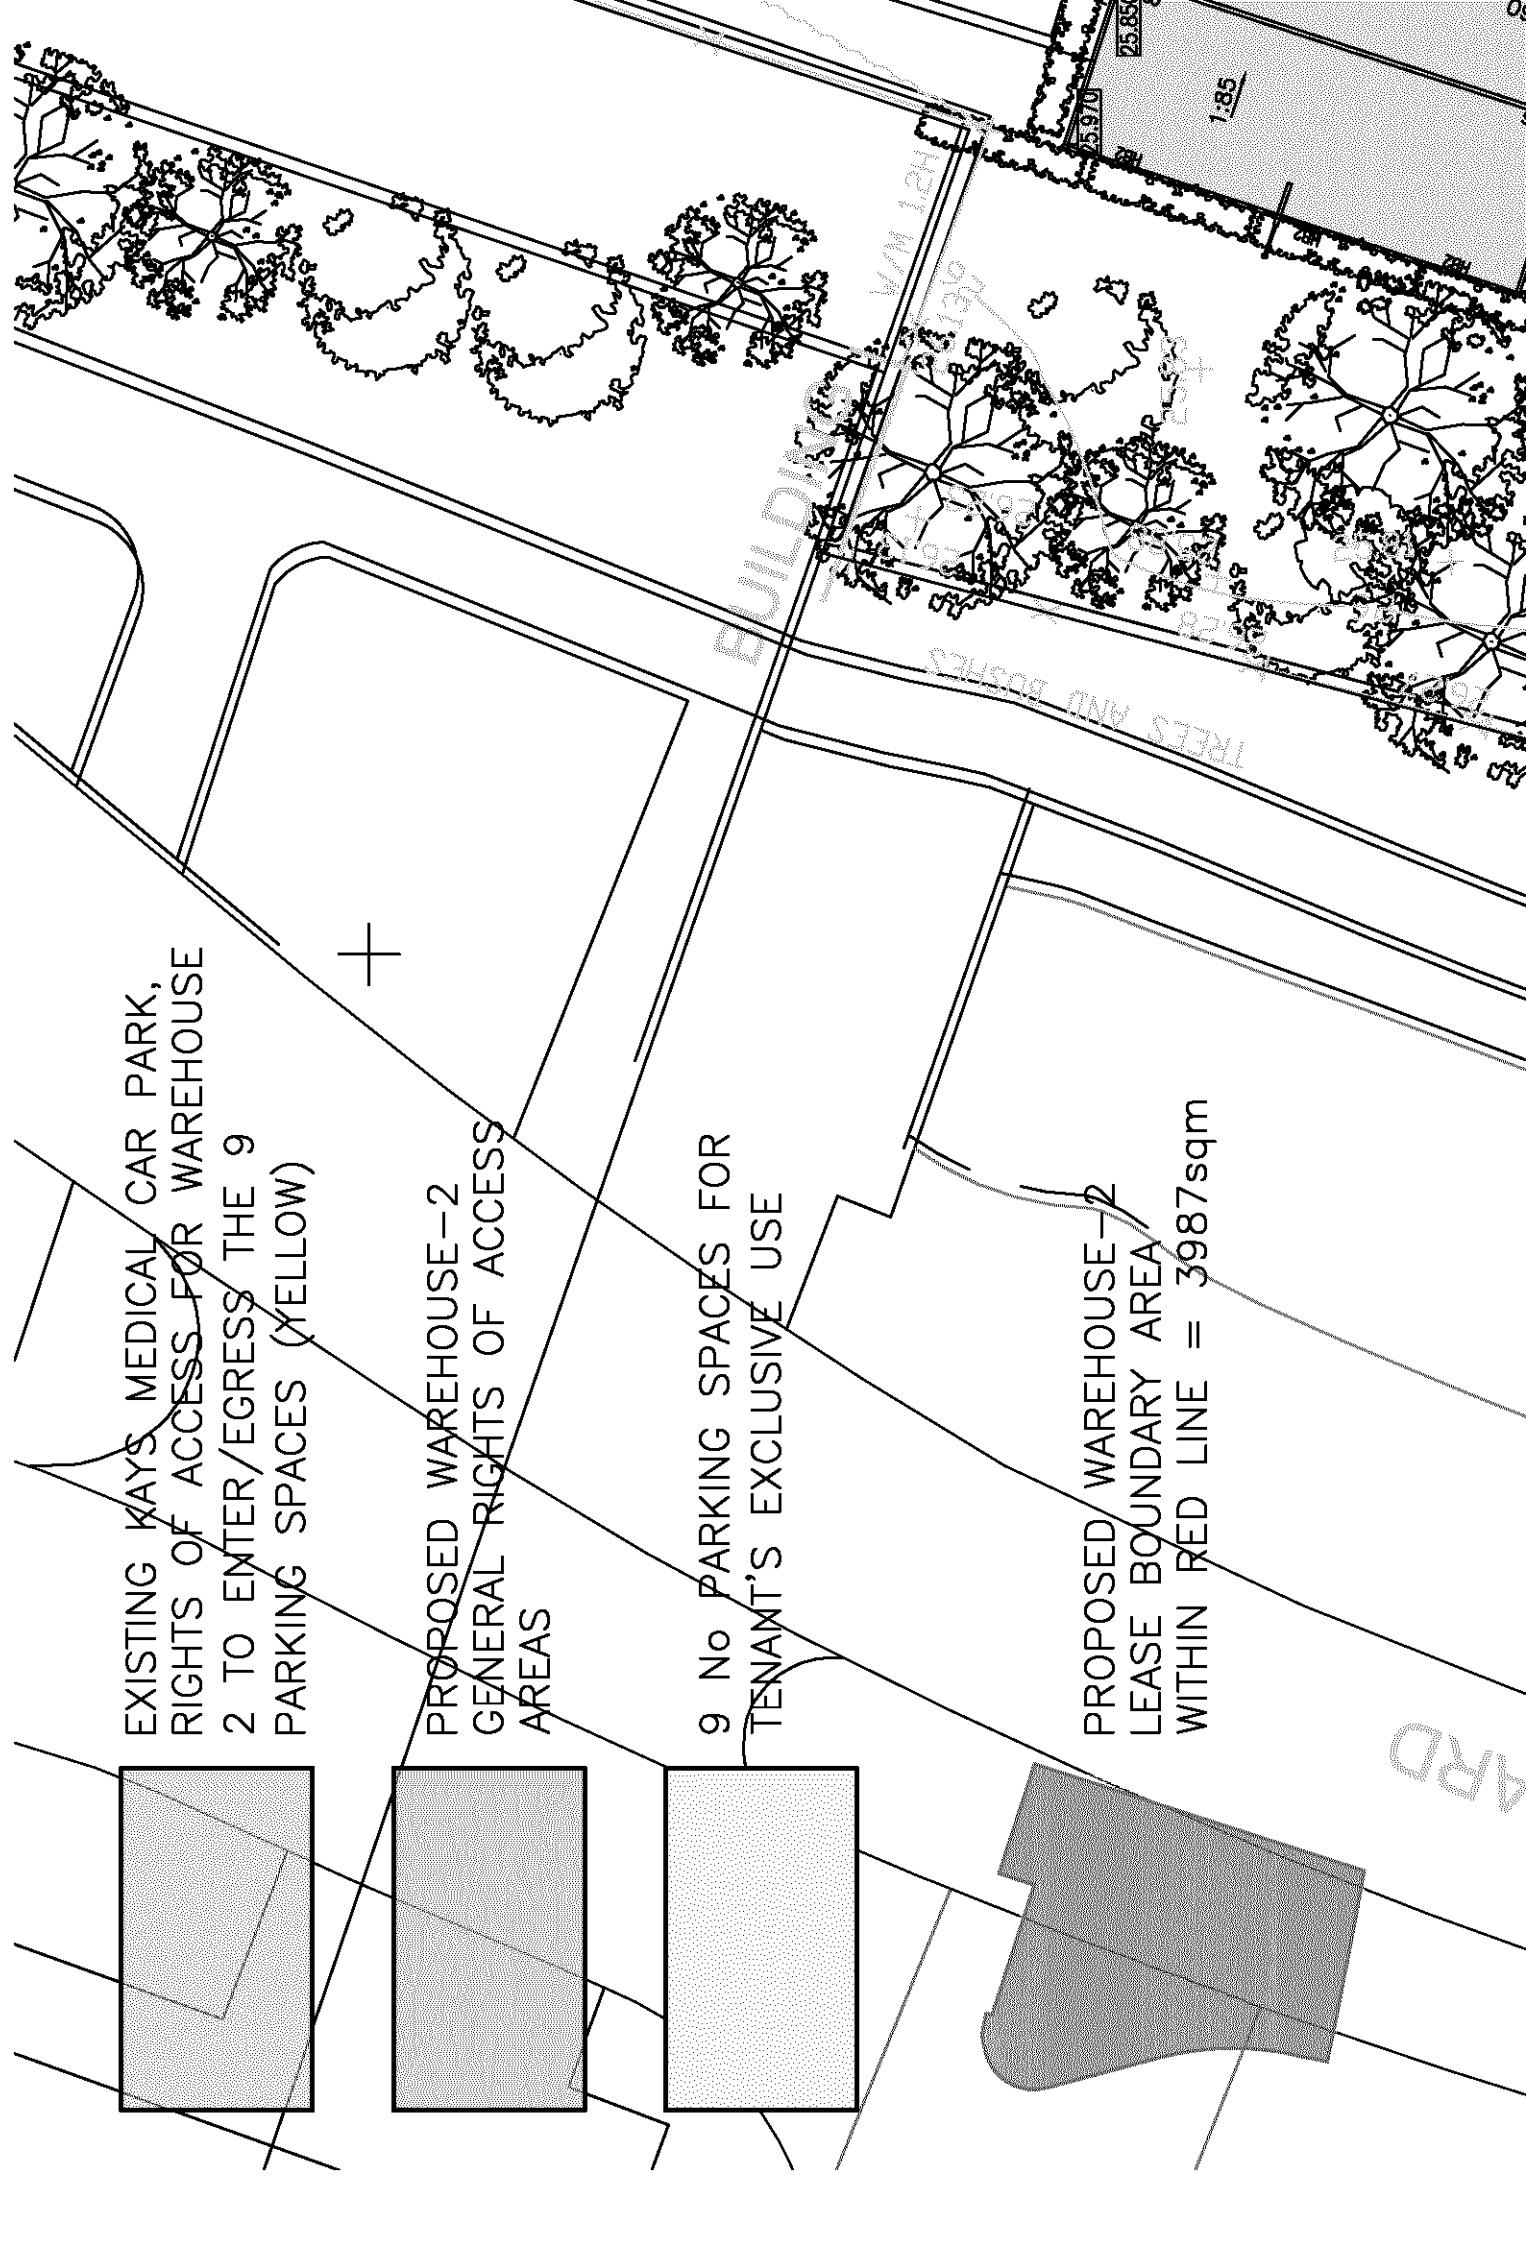 EXISTING KAYS MEDICAL CAR PARK,
RIGHTS OF ACCESS FOR WAREHOUSE
2 TO ENTER/EGRESS THE 9
PARKING SPACES (YELLOW)
PROPOSED WAREHOUSE-2
GENERAL RIGHTS OF ACCESS
AREAS
9 No PARKING SPACES FOR
TENANT'S EXCLUSIVE USE
PROPOSED WAREHOUSE-2
LEASE BOUNDARY AREA
WITHIN RED LINE = 3987sqm
BUILDING
TREES AND BUSHES
25.850
25.970
1:85
ARD